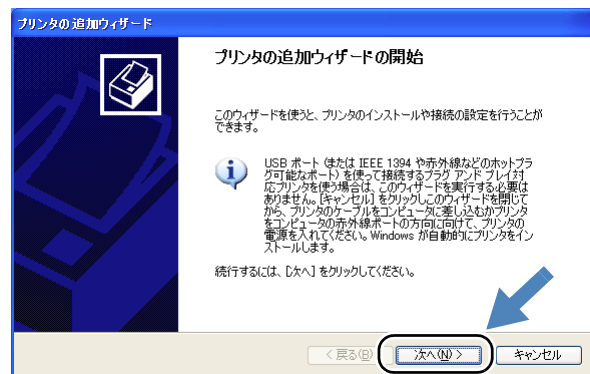 プリンタの追加ウィザード
プリンタの追加ウィザードの開始
このウィザードを使うと、プリンタのインストールや接続の設定を行うことが
できます。
USB ポート (または IEEE 1394 や赤外線などのホットプラ
グ可能なポート) を使って接続するプラグ アンド プレイ対
応プリンタを使う場合は、このウィザードを実行する必要は
ありません。[キャンセル] をクリックしこのウィザードを閉じて
から、プリンタのケーブルをコンピュータに差し込むかプリンタ
をコンピュータの赤外線ポートの方向に向けて、プリンタの
電源を入れてください。Windows が自動的にプリンタをイン
ストールします。
続行するには、[次へ] をクリックしてください。
< 戻る(B) 次へ(N) > キャンセル